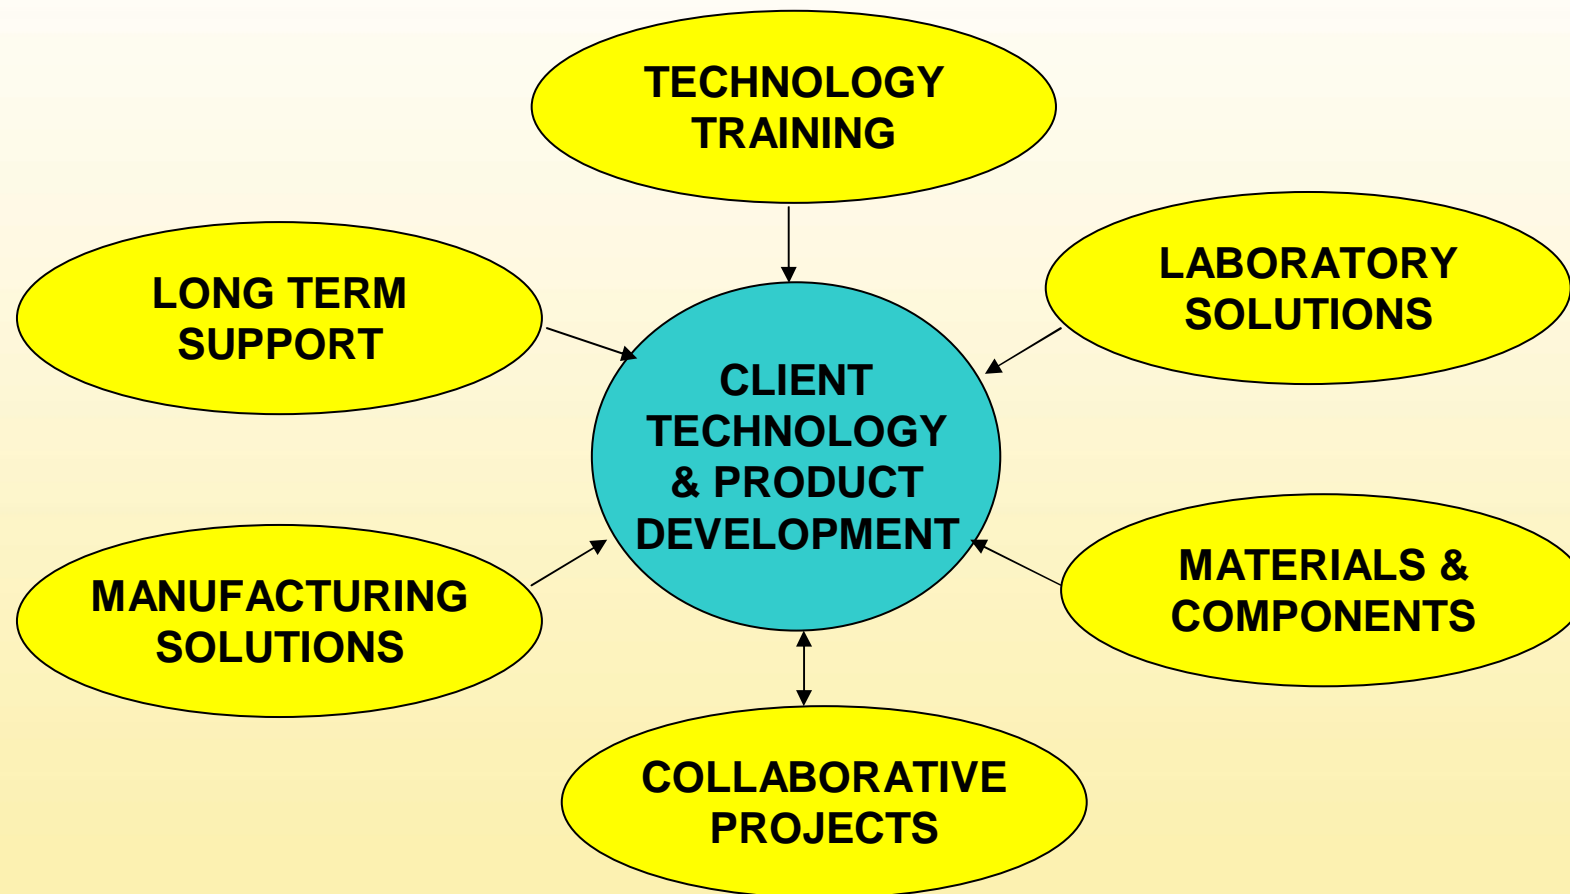 TECHNOLOGY
TRAINING
LONG TERM
SUPPORT
LABORATORY
SOLUTIONS
CLIENT
TECHNOLOGY
& PRODUCT
DEVELOPMENT
MANUFACTURING
SOLUTIONS
MATERIALS &
COMPONENTS
COLLABORATIVE
PROJECTS